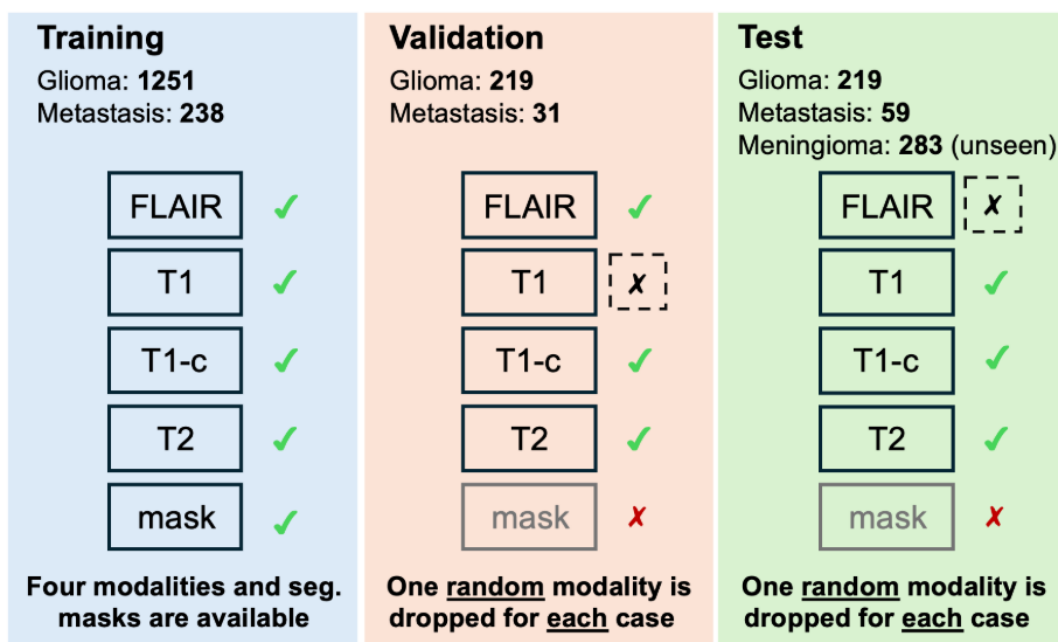 Training
Glioma: 1251
Metastasis: 238
FLAIR ✓
T1 ✓
T1-c ✓
T2 ✓
mask ✓
Four modalities and seg.
masks are available
Validation
Glioma: 219
Metastasis: 31
FLAIR ✓
T1 ✗
T1-c ✓
T2 ✓
mask ✗
One random modality is
dropped for each case
Test
Glioma: 219
Metastasis: 59
Meningioma: 283 (unseen)
FLAIR ✗
T1 ✓
T1-c ✓
T2 ✓
mask ✗
One random modality is
dropped for each case